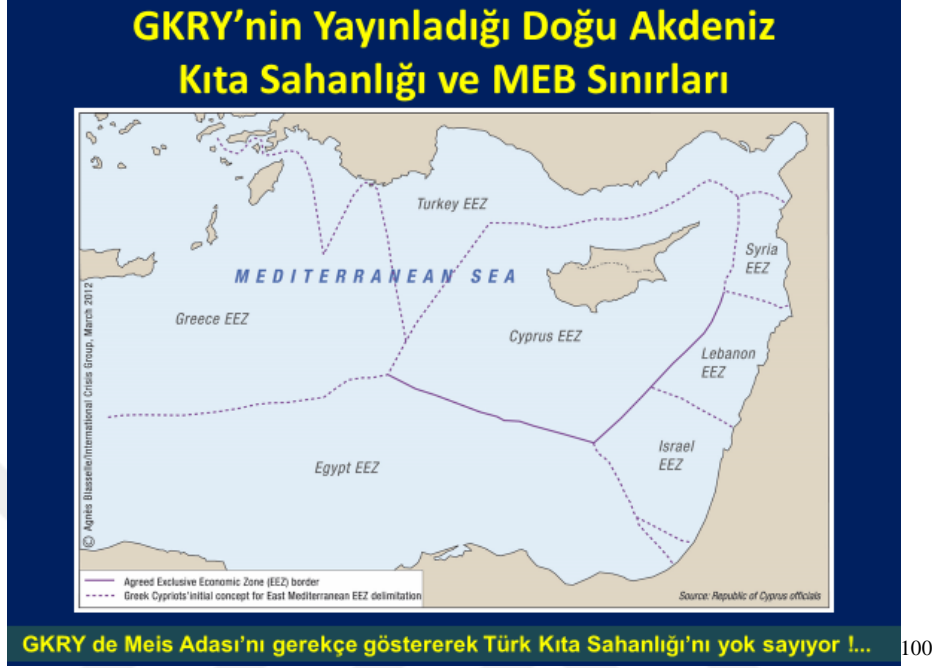 GKRY’nin Yayınladığı Doğu Akdeniz
Kıta Sahanlığı ve MEB Sınırları
Turkey EEZ
Syria
EEZ
MEDITERRANEAN SEA
Greece EEZ
Cyprus EEZ
Lebanon
EEZ
Israel
EEZ
Egypt EEZ
© Agnès Blasselle/International Crisis Group, March 2012
Agreed Exclusive Economic Zone (EEZ) border
Greek Cypriots'initial concept for East Mediterranean EEZ delimitation
Source: Republic of Cyprus officials
GKRY de Meis Adası’nı gerekçe göstererek Türk Kıta Sahanlığı’nı yok sayıyor !...
100